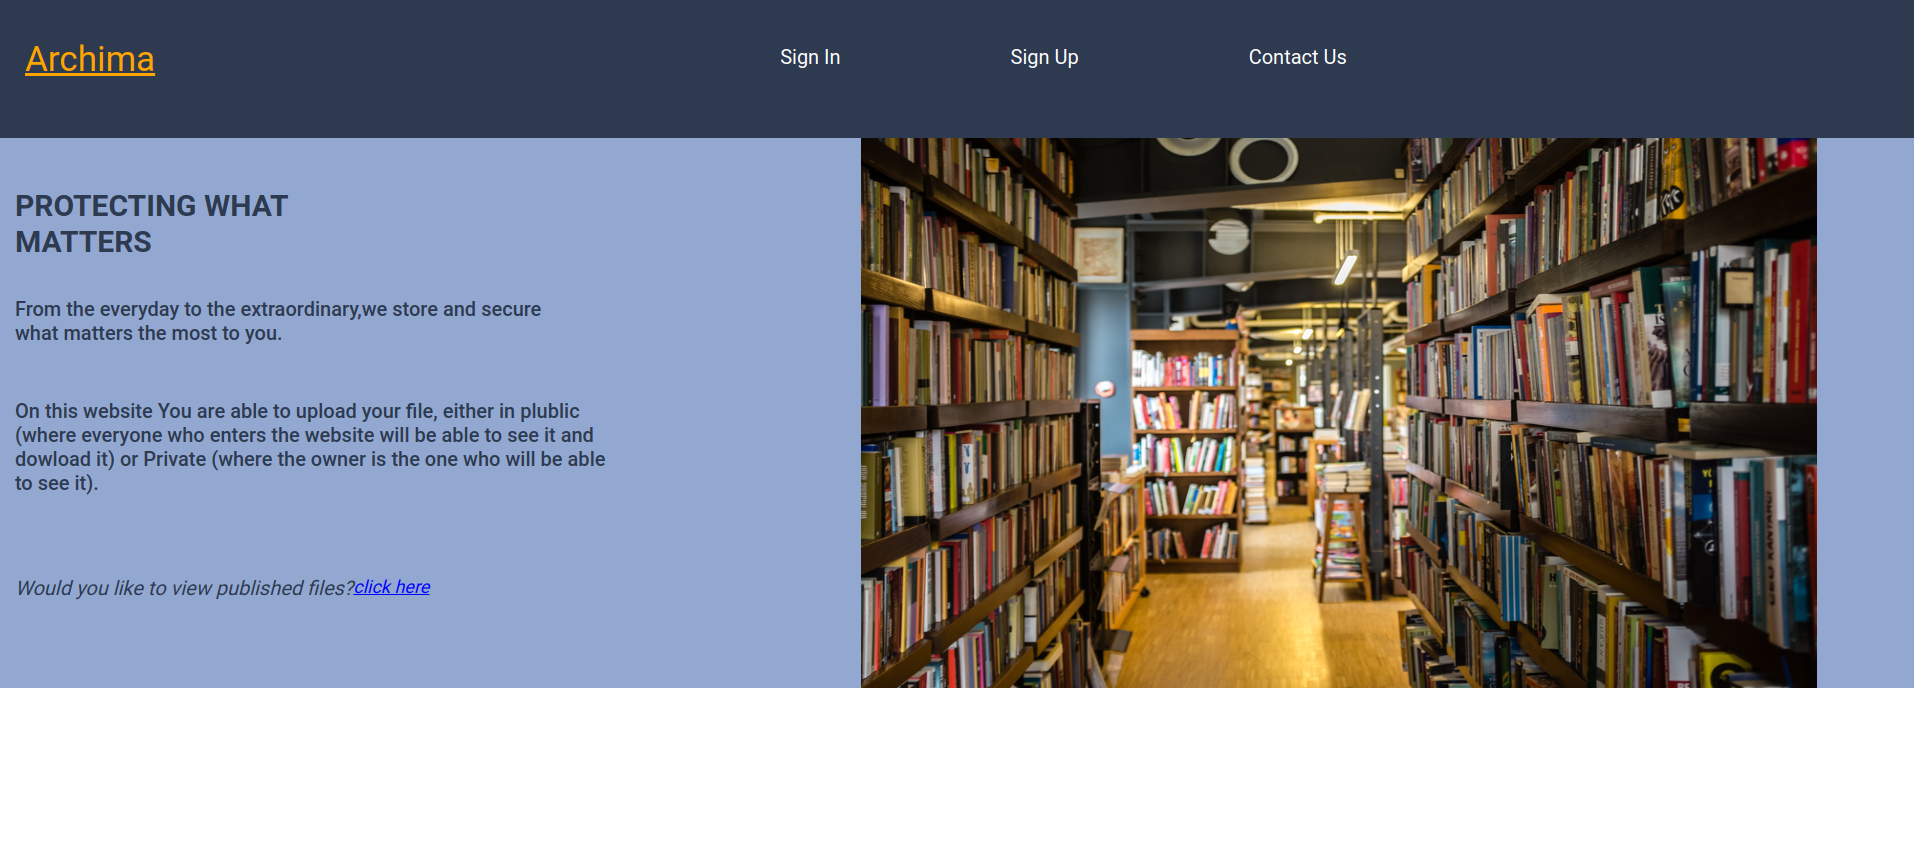 Archima
Sign In
Sign Up
Contact Us
PROTECTING WHAT
MATTERS
From the everyday to the extraordinary,we store and secure
what matters the most to you.
On this website You are able to upload your file, either in plublic
(where everyone who enters the website will be able to see it and
dowload it) or Private (where the owner is the one who will be able
to see it).
Would you like to view published files?click here